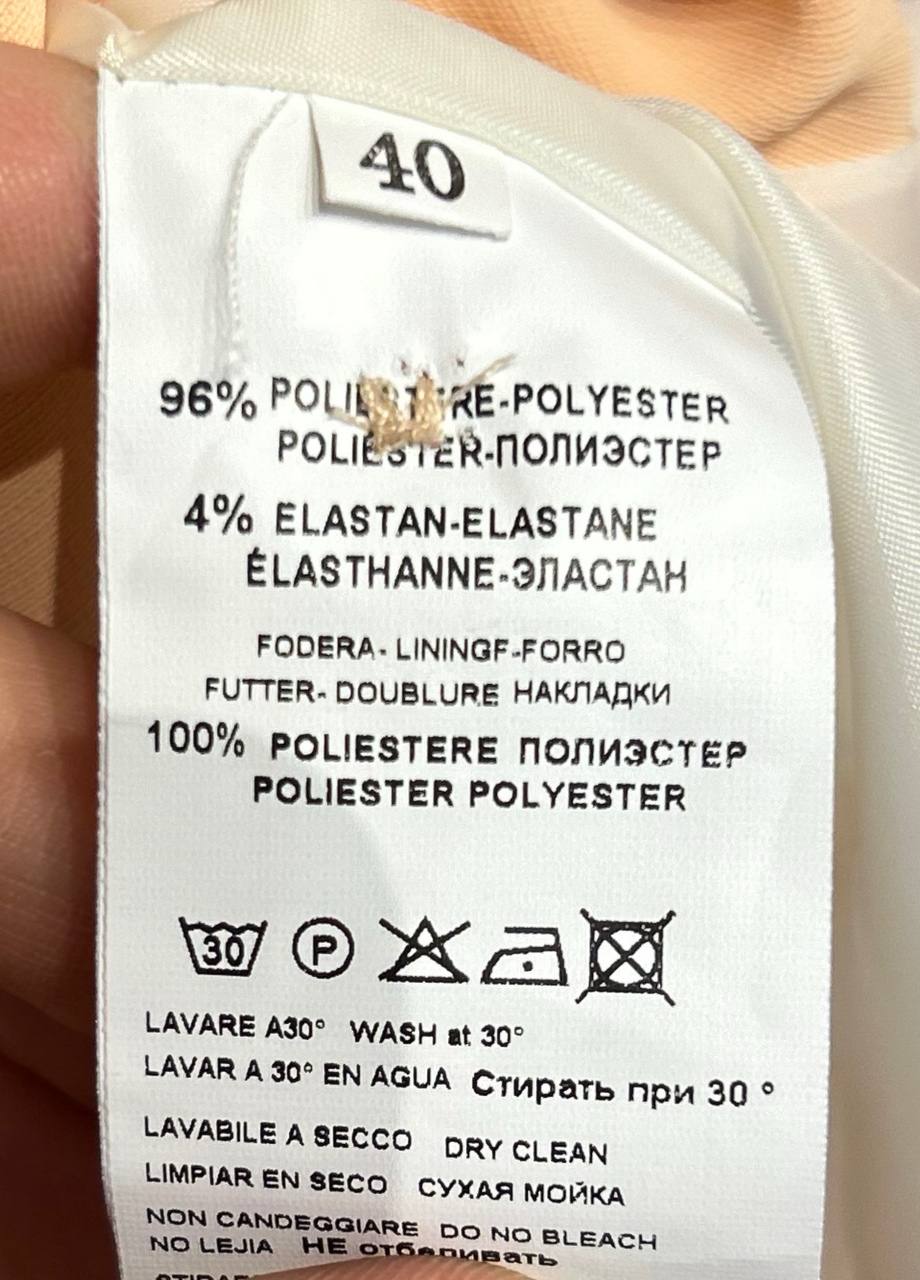 40
96% POLIESTERE-POLYESTER
POLIESTER-ПОЛИЭСТЕР
4% ELASTAN-ELASTANE
ÉLASTHANNE-ЭЛАСТАН
FODERA- LININGF-FORRO
FUTTER- DOUBLURE НАКЛАДКИ
100% POLIESTERE ПОЛИЭСТЕР
POLIESTER POLYESTER
30 P
LAVARE A30° WASH at 30°
LAVAR A 30° EN AGUA Стирать при 30 °
LAVABILE A SECCO DRY CLEAN
LIMPIAR EN SECO СУХАЯ МОЙКА
NON CANDEGGIARE DO NO BLEACH
NO LEJIA НЕ отбеливать